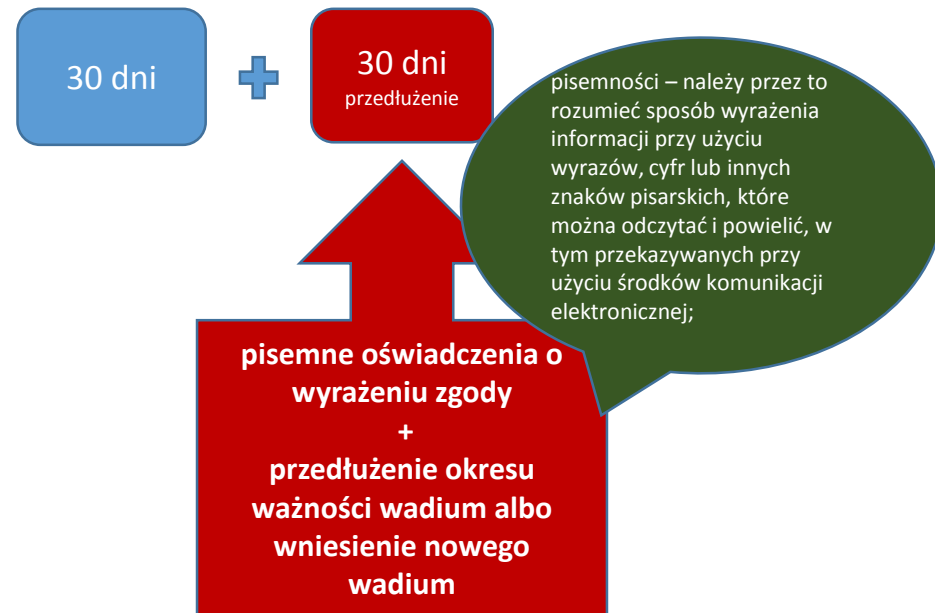 30 dni
30 dni
przedłużenie
pisemności – należy przez to
rozumieć sposób wyrażenia
informacji przy użyciu
wyrazów, cyfr lub innych
znaków pisarskich, które
można odczytać i powielić, w
tym przekazywanych przy
użyciu środków komunikacji
elektronicznej;
pisemne oświadczenia o
wyrażeniu zgody
+
przedłużenie okresu
ważności wadium albo
wniesienie nowego
wadium